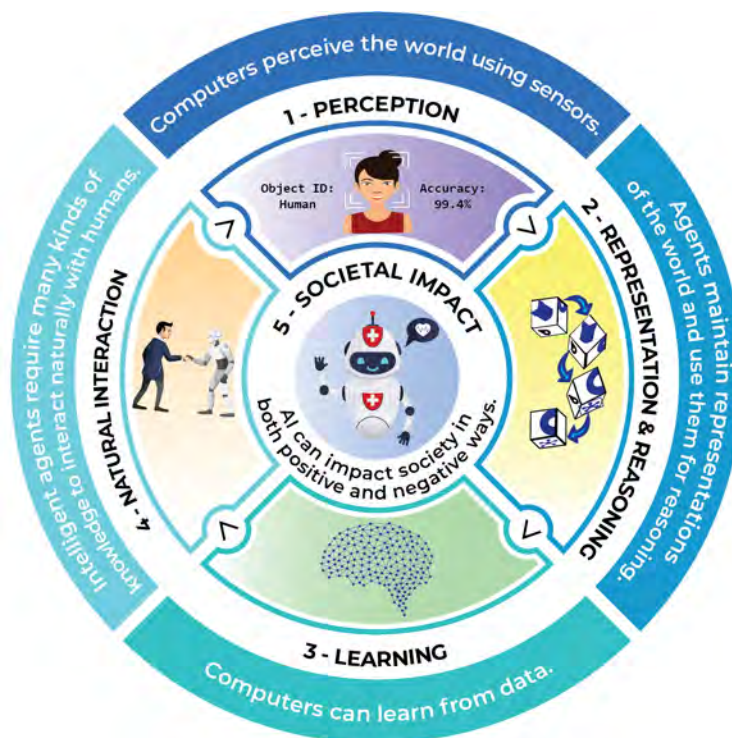 Computers perceive the world using sensors.
1 - PERCEPTION
Object ID:
Human
Accuracy:
99.4%
2 - REPRESENTATION & REASONING
Agents maintain representations
of the world and use them for reasoning.
3 - LEARNING
Computers can learn from data.
4 - NATURAL INTERACTION
Intelligent agents require many kinds of
knowledge to interact naturally with humans.
5 - SOCIETAL IMPACT
AI can impact society in
both positive and negative ways.